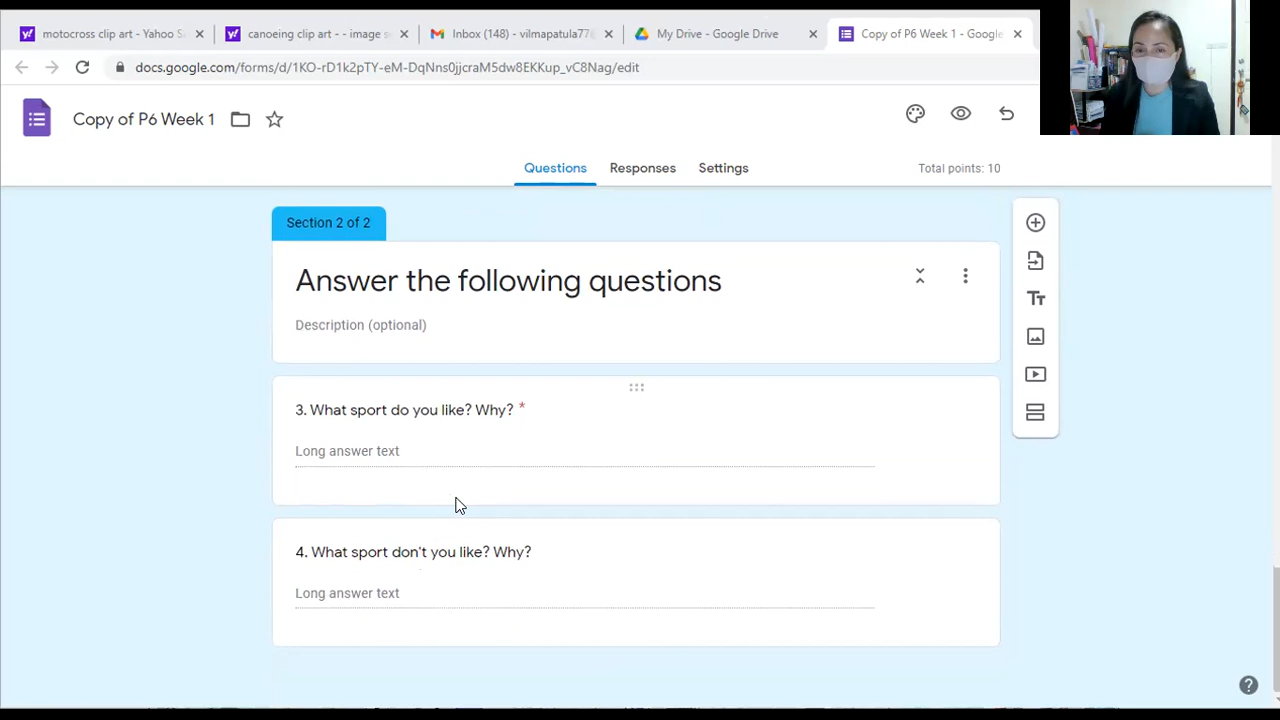 motocross clip art - Yahoo S
canoeing clip art - - image s
Inbox (148) - vilmapatula778
My Drive - Google Drive
Copy of P6 Week 1 - Google
docs.google.com/forms/d/1KO-rD1k2pTY-eM-DqNns0jjcraM5dw8EKKup_vC8Nag/edit
Copy of P6 Week 1
Questions
Responses
Settings
Total points: 10
Section 2 of 2
Answer the following questions
Description (optional)
3. What sport do you like? Why? *
Long answer text
4. What sport don't you like? Why?
Long answer text